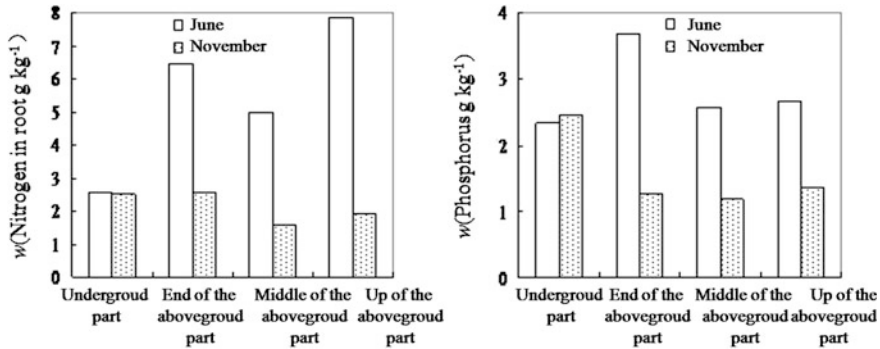 w(Nitrogen in root g kg-1)
8
7
6
5
4
3
2
1
0
June
November
Undergroud part
End of the abovegroud part
Middle of the abovegroud part
Up of the abovegroud part
w(Phosphorus g kg-1)
4
3
2
1
0
June
November
Undergroud part
End of the abovegroud part
Middle of the abovegroud part
Up of the abovegroud part